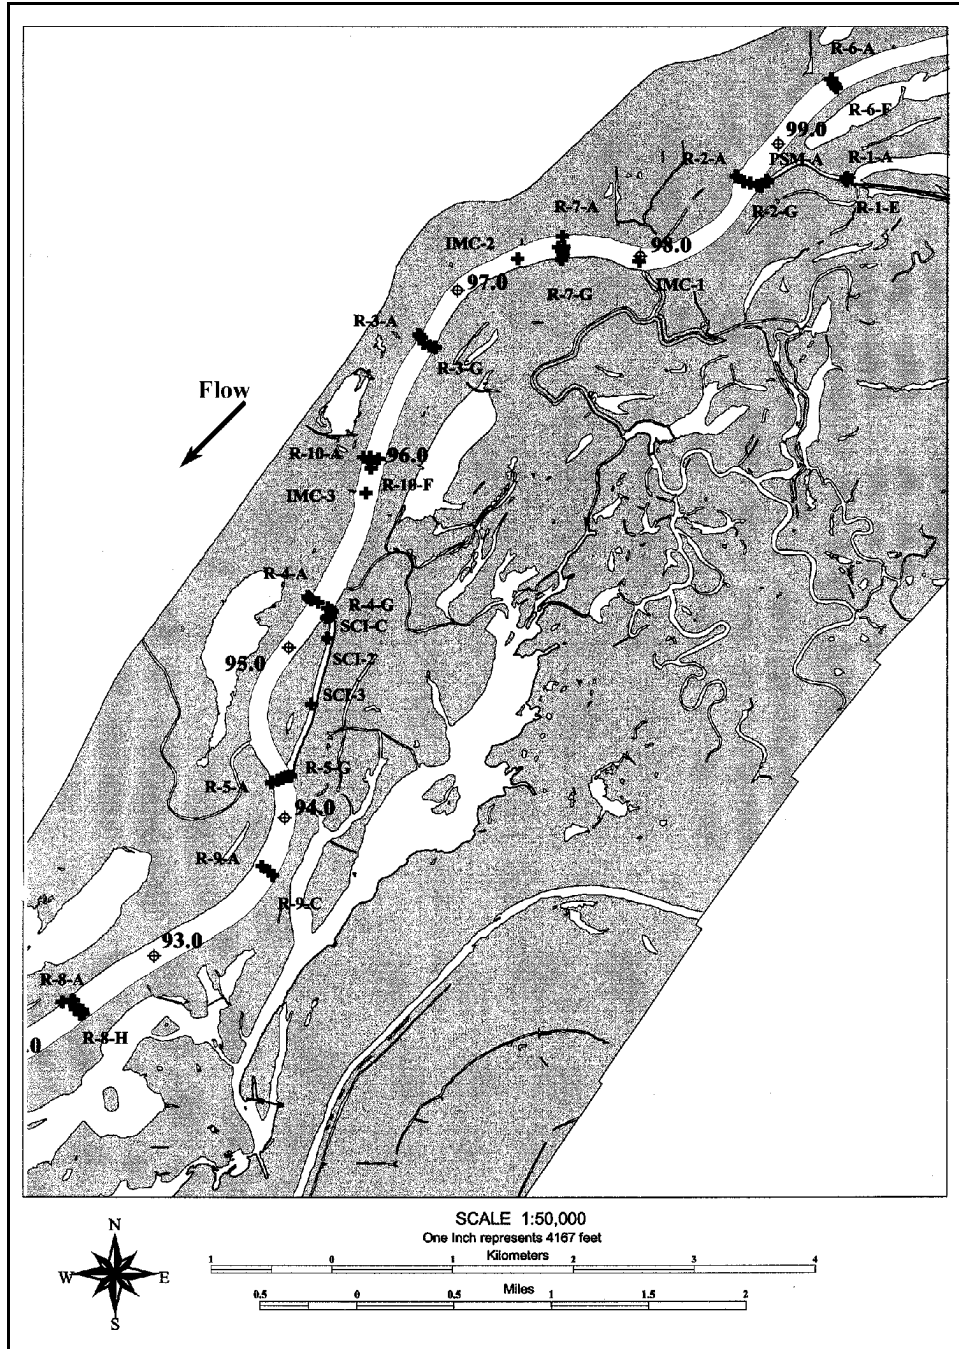 R-6-A
R-6-F
99.0
R-2-A
PSM-A
R-1-A
R-2-G
R-1-E
R-7-A
IMC-2
98.0
97.0
IMC-1
R-7-G
R-3-A
R-3-G
Flow
R-10-A
96.0
R-10-F
IMC-3
R-4-A
R-4-G
SCI-C
95.0
SCI-2
SCI-3
R-5-G
R-5-A
94.0
R-9-A
R-9-C
93.0
R-8-A
R-8-H
.0
N
W
E
S
SCALE 1:50,000
One Inch represents 4167 feet
Kilometers
1 0 1 2 3 4
Miles
0.5 0 0.5 1 1.5 2